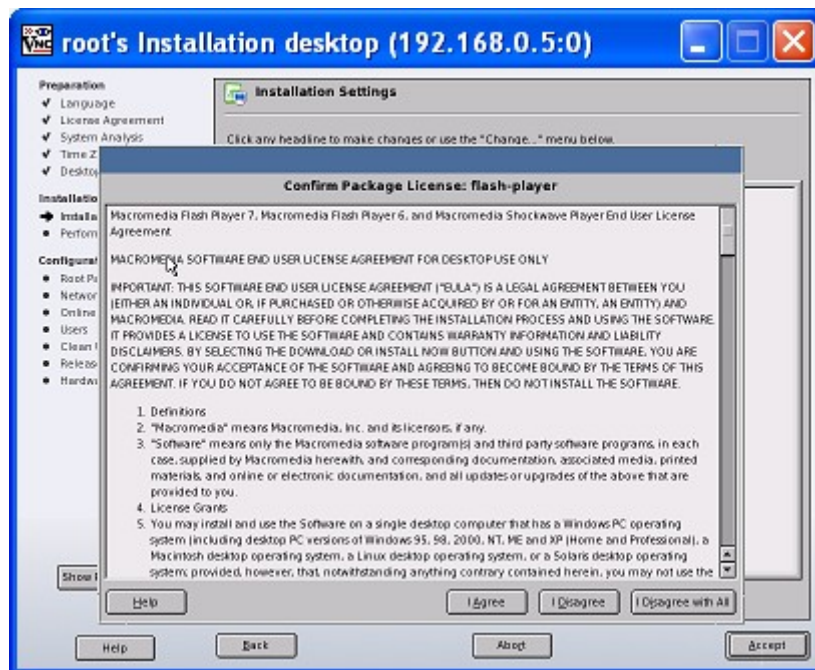 root's Installation desktop (192.168.0.5:0)
Preparation
Language
License Agreement
System Analysis
Time Z
Desktop
Installatio
Installa
Perform
Configurat
Root Pa
Networ
Online
Users
Clean
Releas
Hardwa
Installation Settings
Click any headline to make changes or use the "Change..." menu below.
Confirm Package License: flash-player
Macromedia Flash Player 7, Macromedia Flash Player 6, and Macromedia Shockwave Player End User License
Agreement
MACROMEDIA SOFTWARE END USER LICENSE AGREEMENT FOR DESKTOP USE ONLY
IMPORTANT: THIS SOFTWARE END USER LICENSE AGREEMENT ("EULA") IS A LEGAL AGREEMENT BETWEEN YOU
(EITHER AN INDIVIDUAL OR, IF PURCHASED OR OTHERWISE ACQUIRED BY OR FOR AN ENTITY, AN ENTITY) AND
MACROMEDIA. READ IT CAREFULLY BEFORE COMPLETING THE INSTALLATION PROCESS AND USING THE SOFTWARE.
IT PROVIDES A LICENSE TO USE THE SOFTWARE AND CONTAINS WARRANTY INFORMATION AND LIABILITY
DISCLAIMERS. BY SELECTING THE DOWNLOAD OR INSTALL NOW BUTTON AND USING THE SOFTWARE, YOU ARE
CONFIRMING YOUR ACCEPTANCE OF THE SOFTWARE AND AGREEING TO BECOME BOUND BY THE TERMS OF THIS
AGREEMENT. IF YOU DO NOT AGREE TO BE BOUND BY THESE TERMS, THEN DO NOT INSTALL THE SOFTWARE.
1. Definitions
2. "Macromedia" means Macromedia, Inc. and its licensors, if any.
3. "Software" means only the Macromedia software program(s) and third party software programs, in each
case, supplied by Macromedia herewith, and corresponding documentation, associated media, printed
materials, and online or electronic documentation, and all updates or upgrades of the above that are
provided to you.
4. License Grants
5. You may install and use the Software on a single desktop computer that has a Windows PC operating
system (including desktop PC versions of Windows 95, 98, 2000, NT, ME and XP (Home and Professional), a
Macintosh desktop operating system, a Linux desktop operating system, or a Solaris desktop operating
system; provided, however, that, notwithstanding anything contrary contained herein, you may not use the
Show
Help I Agree I Disagree I Disagree with All
Help Back Abort Accept